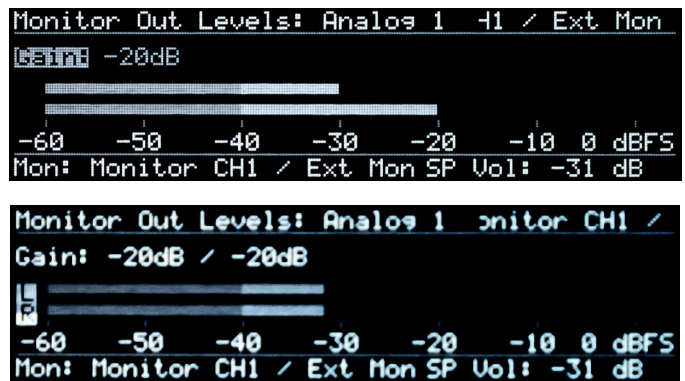 Monitor Out Levels: Analog 1 H1 / Ext Mon
Gain: -20dB
-60 -50 -40 -30 -20 -10 0 dBFS
Mon: Monitor CH1 / Ext Mon SP Vol: -31 dB
Monitor Out Levels: Analog 1 onitor CH1 /
Gain: -20dB / -20dB
L
R
-60 -50 -40 -30 -20 -10 0 dBFS
Mon: Monitor CH1 / Ext Mon SP Vol: -31 dB